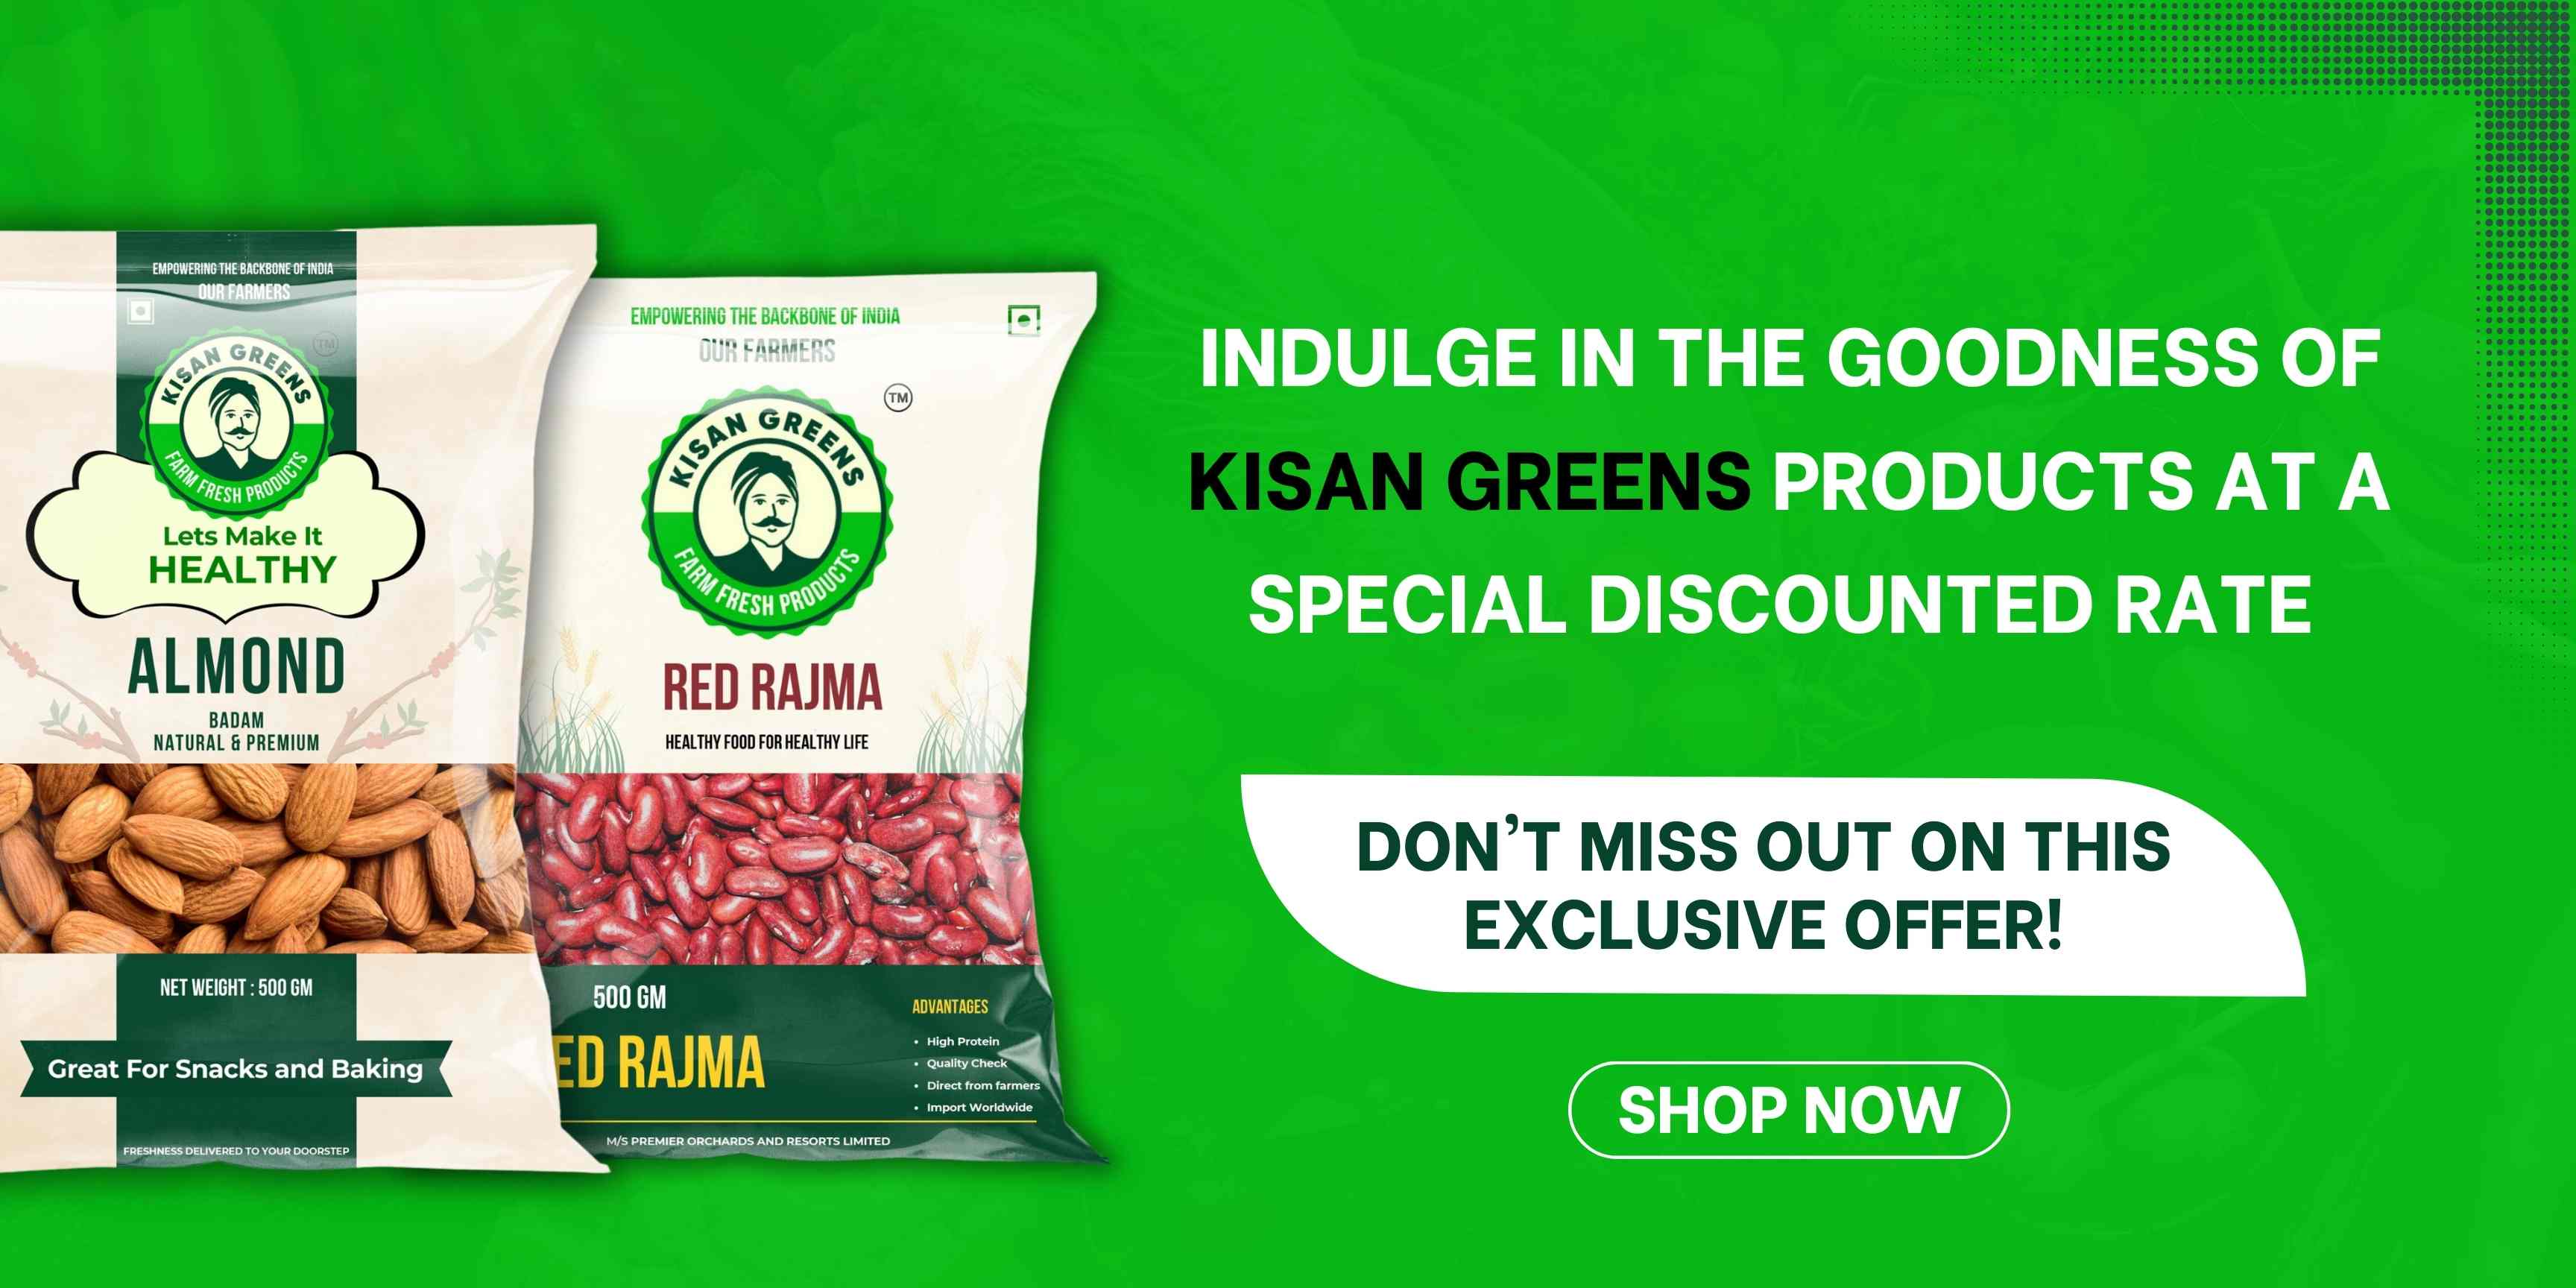 EMPOWERING THE BACKBONE OF INDIA
OUR FARMERS
TM
KISAN GREENS
FARM FRESH PRODUCTS
Lets Make It
HEALTHY
ALMOND
BADAM
NATURAL & PREMIUM
NET WEIGHT : 500 GM
Great For Snacks and Baking
FRESHNESS DELIVERED TO YOUR DOORSTEP
EMPOWERING THE BACKBONE OF INDIA
OUR FARMERS
TM
KISAN GREENS
FARM FRESH PRODUCTS
RED RAJMA
HEALTHY FOOD FOR HEALTHY LIFE
500 GM
ED RAJMA
ADVANTAGES
• High Protein
• Quality Check
• Direct from farmers
• Import Worldwide
M/S PREMIER ORCHARDS AND RESORTS LIMITED
INDULGE IN THE GOODNESS OF
KISAN GREENS PRODUCTS AT A
SPECIAL DISCOUNTED RATE
DON’T MISS OUT ON THIS
EXCLUSIVE OFFER!
SHOP NOW